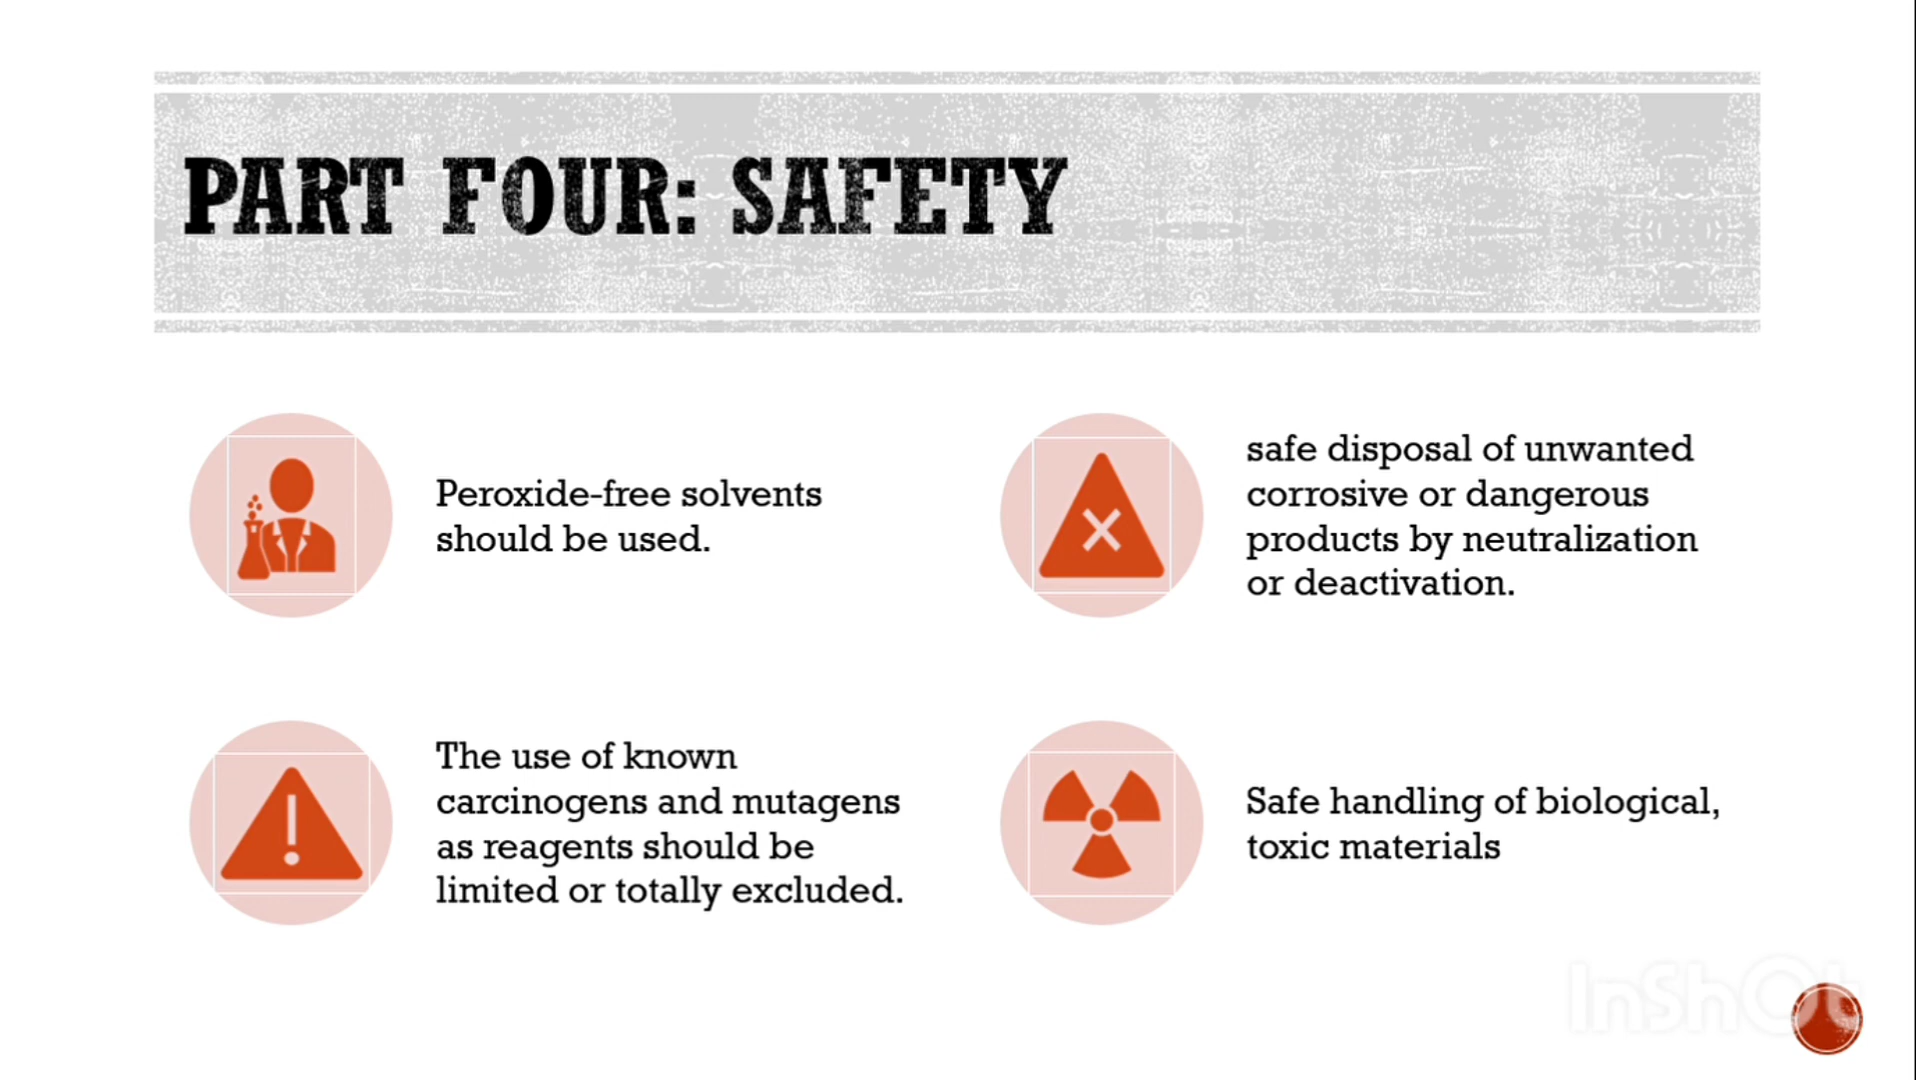 PART FOUR: SAFETY
Peroxide-free solvents
should be used.
safe disposal of unwanted
corrosive or dangerous
products by neutralization
or deactivation.
The use of known
carcinogens and mutagens
as reagents should be
limited or totally excluded.
Safe handling of biological,
toxic materials
InShOt